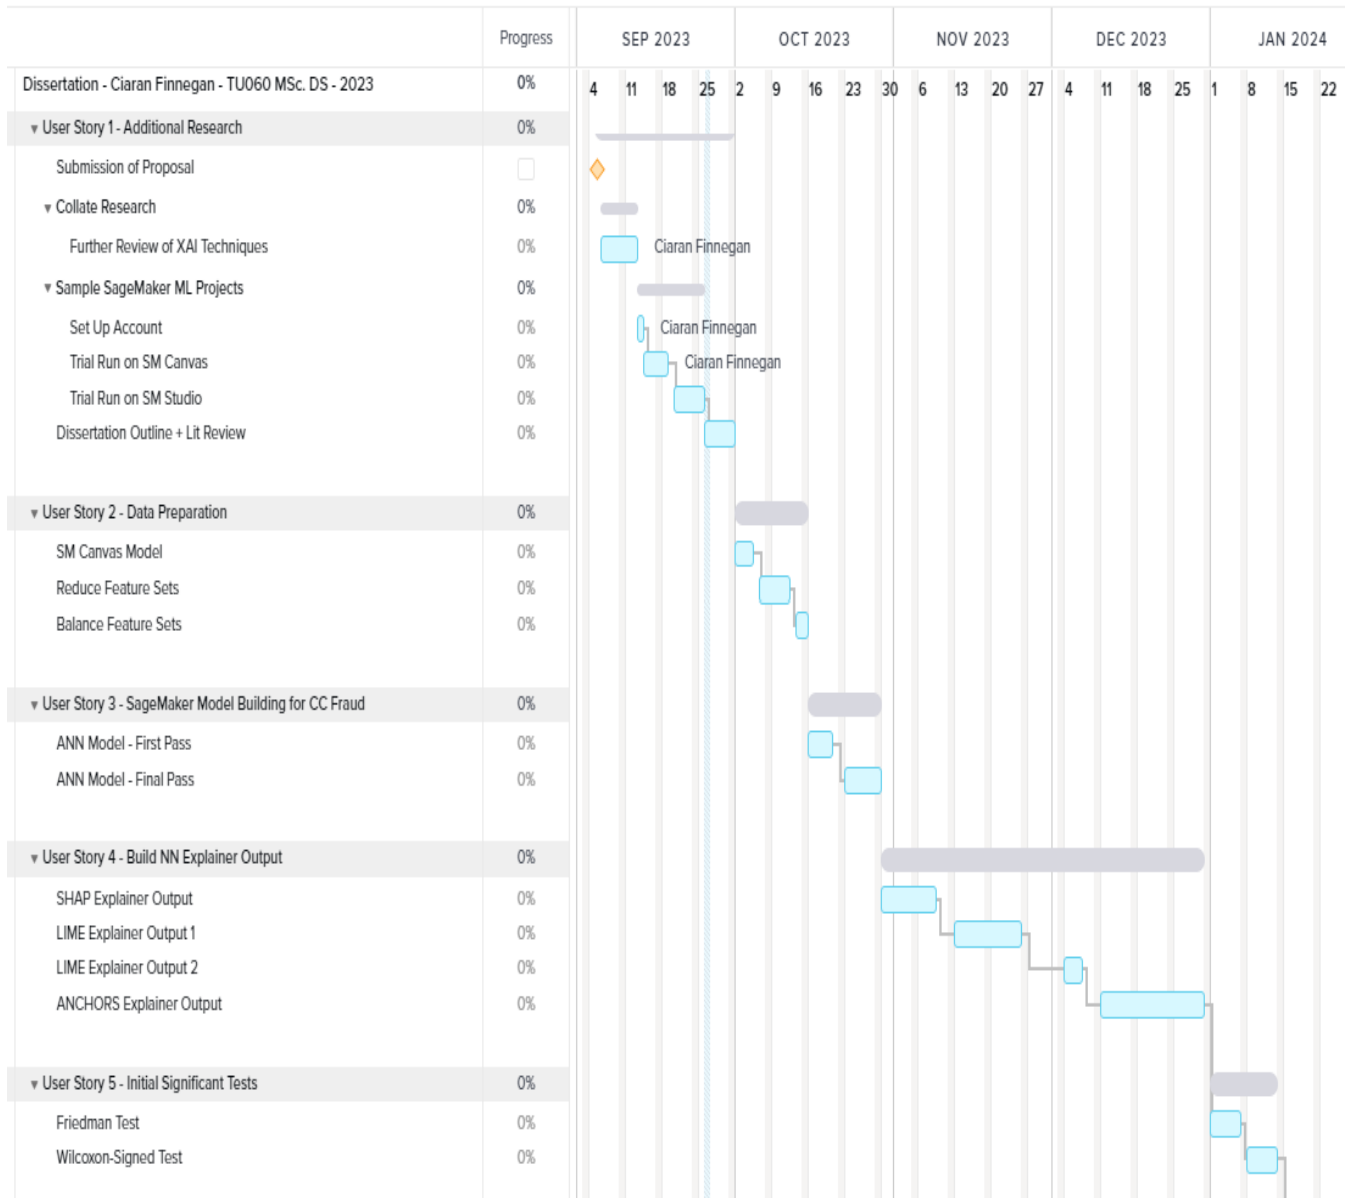 Progress SEP 2023 OCT 2023 NOV 2023 DEC 2023 JAN 2024
Dissertation - Ciaran Finnegan - TU060 MSc. DS - 2023 0% 4 11 18 25 2 9 16 23 30 6 13 20 27 4 11 18 25 1 8 15 22
User Story 1 - Additional Research 0%
Submission of Proposal
Collate Research 0%
Further Review of XAI Techniques 0% Ciaran Finnegan
Sample SageMaker ML Projects 0%
Set Up Account 0% Ciaran Finnegan
Trial Run on SM Canvas 0% Ciaran Finnegan
Trial Run on SM Studio 0%
Dissertation Outline + Lit Review 0%
User Story 2 - Data Preparation 0%
SM Canvas Model 0%
Reduce Feature Sets 0%
Balance Feature Sets 0%
User Story 3 - SageMaker Model Building for CC Fraud 0%
ANN Model - First Pass 0%
ANN Model - Final Pass 0%
User Story 4 - Build NN Explainer Output 0%
SHAP Explainer Output 0%
LIME Explainer Output 1 0%
LIME Explainer Output 2 0%
ANCHORS Explainer Output 0%
User Story 5 - Initial Significant Tests 0%
Friedman Test 0%
Wilcoxon-Signed Test 0%